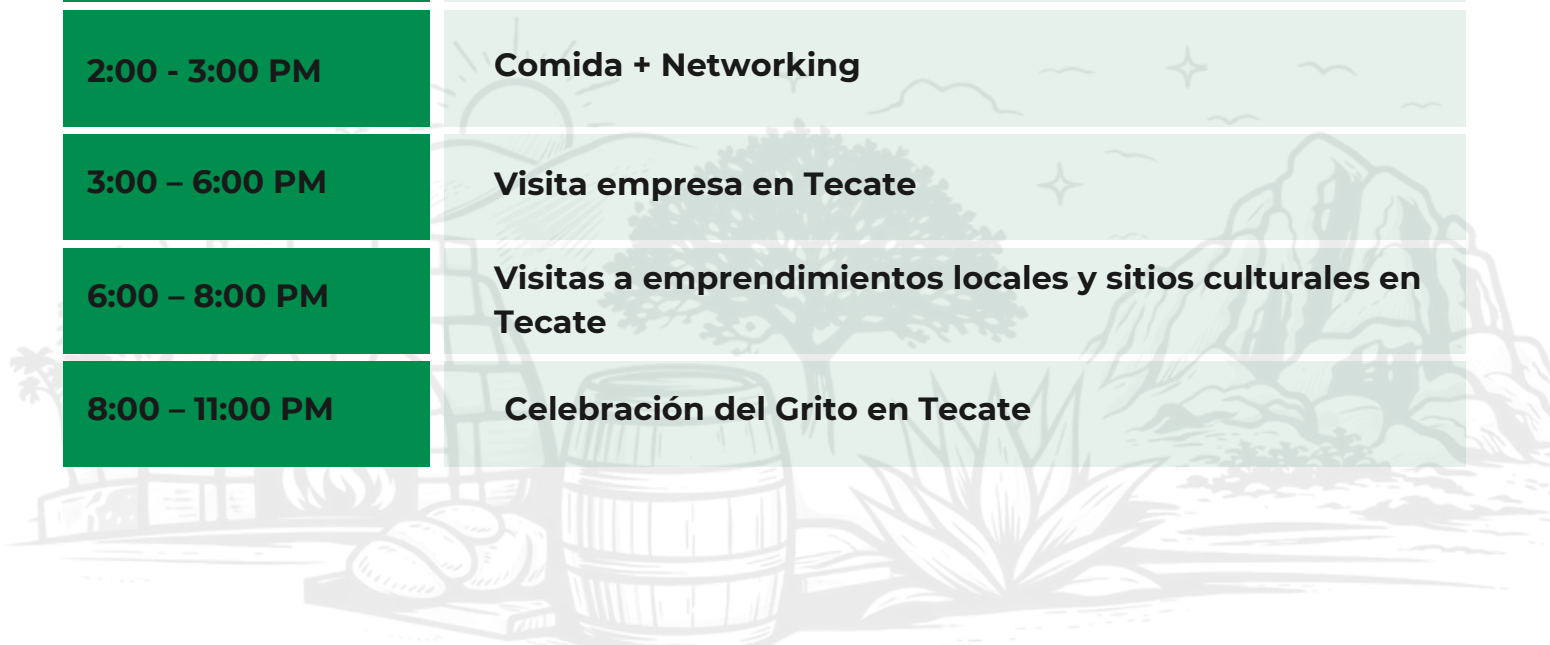 2:00 - 3:00 PM
Comida + Networking
3:00 – 6:00 PM
Visita empresa en Tecate
6:00 – 8:00 PM
Visitas a emprendimientos locales y sitios culturales en
Tecate
8:00 – 11:00 PM
Celebración del Grito en Tecate